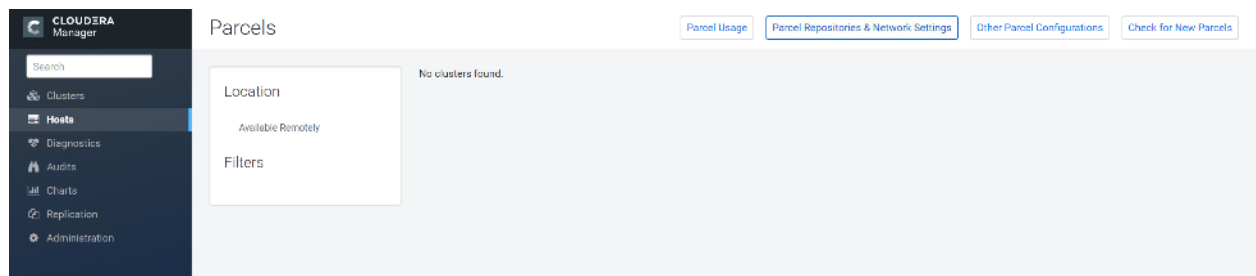 CLOUDERA
Manager
Search
Clusters
Hosts
Diagnostics
Audits
Charts
Replication
Administration
Parcels
Parcel Usage
Parcel Repositories & Network Settings
Other Parcel Configurations
Check for New Parcels
Location
Available Remotely
Filters
No clusters found.